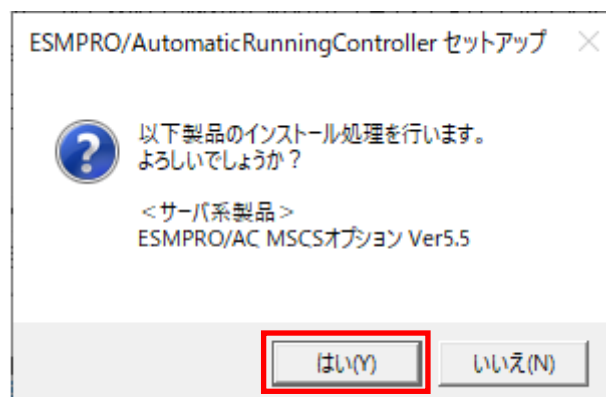 ESMPRO/AutomaticRunningController セットアップ
以下製品のインストール処理を行います。
よろしいでしょうか？
＜サーバ系製品＞
ESMPRO/AC MSCSオプション Ver5.5
はい(Y)
いいえ(N)